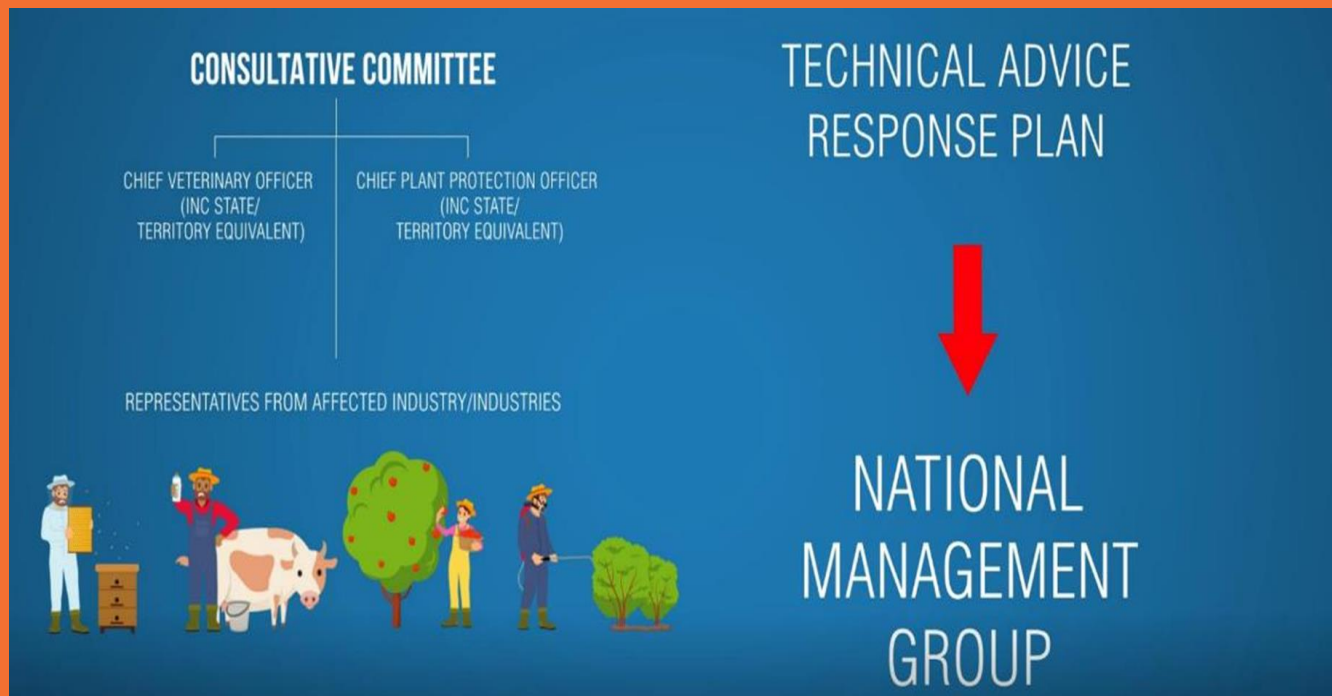 CONSULTATIVE COMMITTEE
CHIEF VETERINARY OFFICER
(INC STATE/
TERRITORY EQUIVALENT)
CHIEF PLANT PROTECTION OFFICER
(INC STATE/
TERRITORY EQUIVALENT)
REPRESENTATIVES FROM AFFECTED INDUSTRY/INDUSTRIES
TECHNICAL ADVICE
RESPONSE PLAN
NATIONAL
MANAGEMENT
GROUP